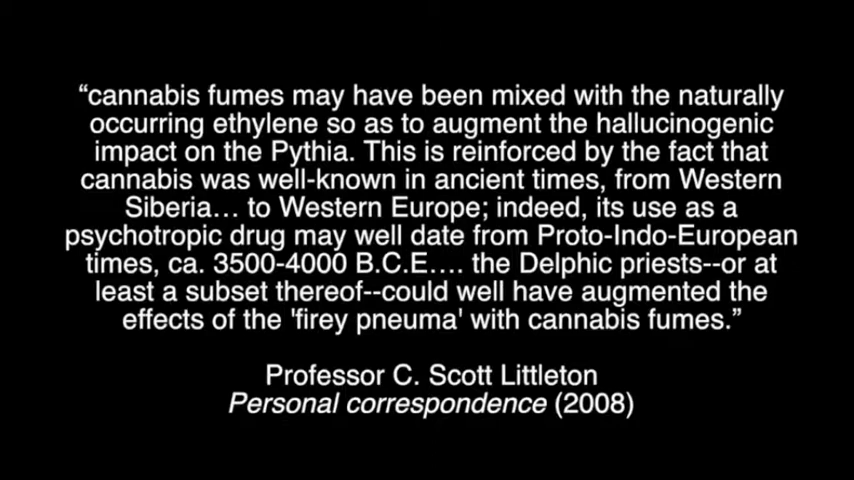 “cannabis fumes may have been mixed with the naturally
occurring ethylene so as to augment the hallucinogenic
impact on the Pythia. This is reinforced by the fact that
cannabis was well-known in ancient times, from Western
Siberia... to Western Europe; indeed, its use as a
psychotropic drug may well date from Proto-Indo-European
times, ca. 3500-4000 B.C.E.... the Delphic priests--or at
least a subset thereof--could well have augmented the
effects of the 'firey pneuma' with cannabis fumes.”
Professor C. Scott Littleton
Personal correspondence (2008)